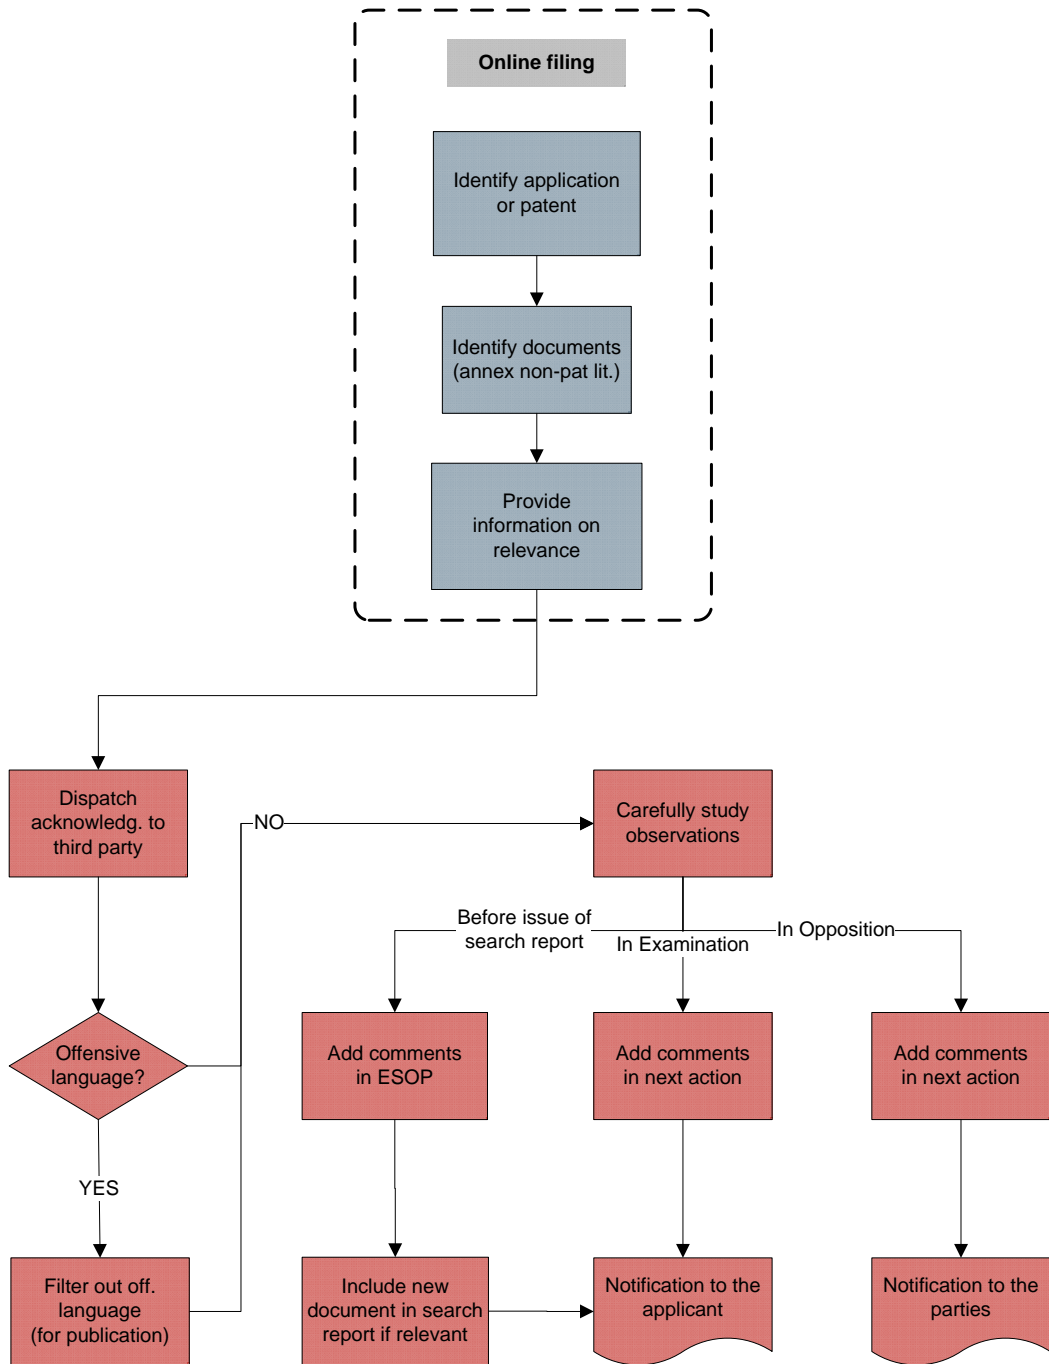 Online filing
Identify application
or patent
Identify documents
(annex non-pat lit.)
Provide
information on
relevance
Dispatch
acknowledg. to
third party
NO
Carefully study
observations
Before issue of
search report
In Examination
In Opposition
Offensive
language?
Add comments
in ESOP
Add comments
in next action
Add comments
in next action
YES
Filter out off.
language
(for publication)
Include new
document in search
report if relevant
Notification to the
applicant
Notification to the
parties